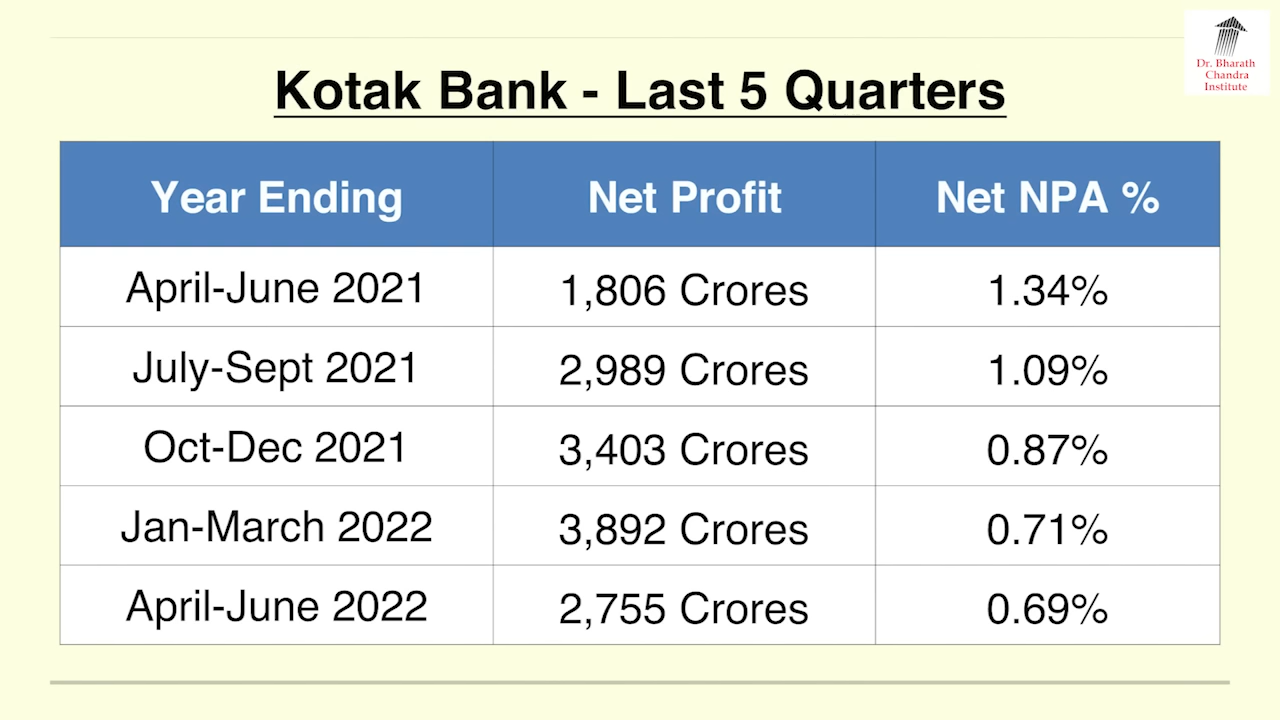 Dr. Bharath
Chandra
Institute
Kotak Bank - Last 5 Quarters
Year Ending Net Profit Net NPA %
April-June 2021 1,806 Crores 1.34%
July-Sept 2021 2,989 Crores 1.09%
Oct-Dec 2021 3,403 Crores 0.87%
Jan-March 2022 3,892 Crores 0.71%
April-June 2022 2,755 Crores 0.69%